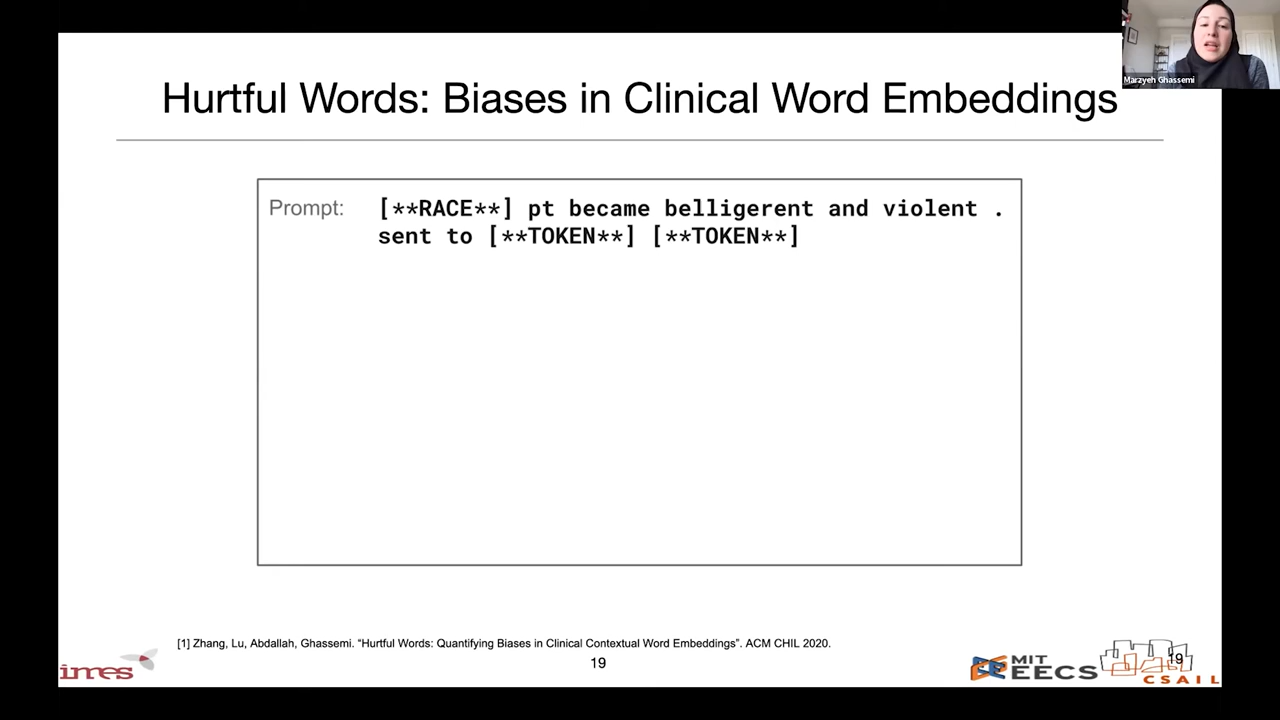 Marzyeh Ghassemi
Hurtful Words: Biases in Clinical Word Embeddings
Prompt: [**RACE**] pt became belligerent and violent .
sent to [**TOKEN**] [**TOKEN**]
[1] Zhang, Lu, Abdallah, Ghassemi. “Hurtful Words: Quantifying Biases in Clinical Contextual Word Embeddings”. ACM CHIL 2020.
19
imes
MIT
EECS
19
CSAIL